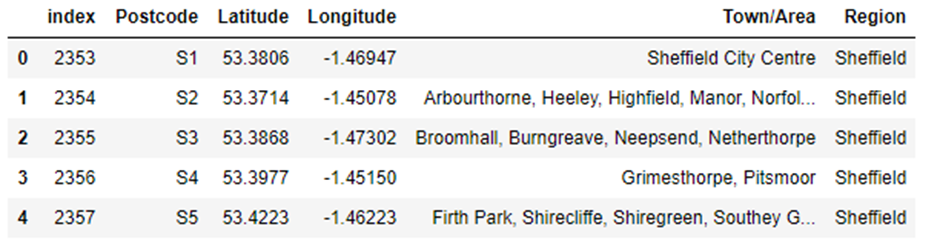 index Postcode Latitude Longitude Town/Area Region
0 2353 S1 53.3806 -1.46947 Sheffield City Centre Sheffield
1 2354 S2 53.3714 -1.45078 Arbourthorne, Heeley, Highfield, Manor, Norfol... Sheffield
2 2355 S3 53.3868 -1.47302 Broomhall, Burngreave, Neepsend, Netherthorpe Sheffield
3 2356 S4 53.3977 -1.45150 Grimesthorpe, Pitsmoor Sheffield
4 2357 S5 53.4223 -1.46223 Firth Park, Shirecliffe, Shiregreen, Southey G... Sheffield